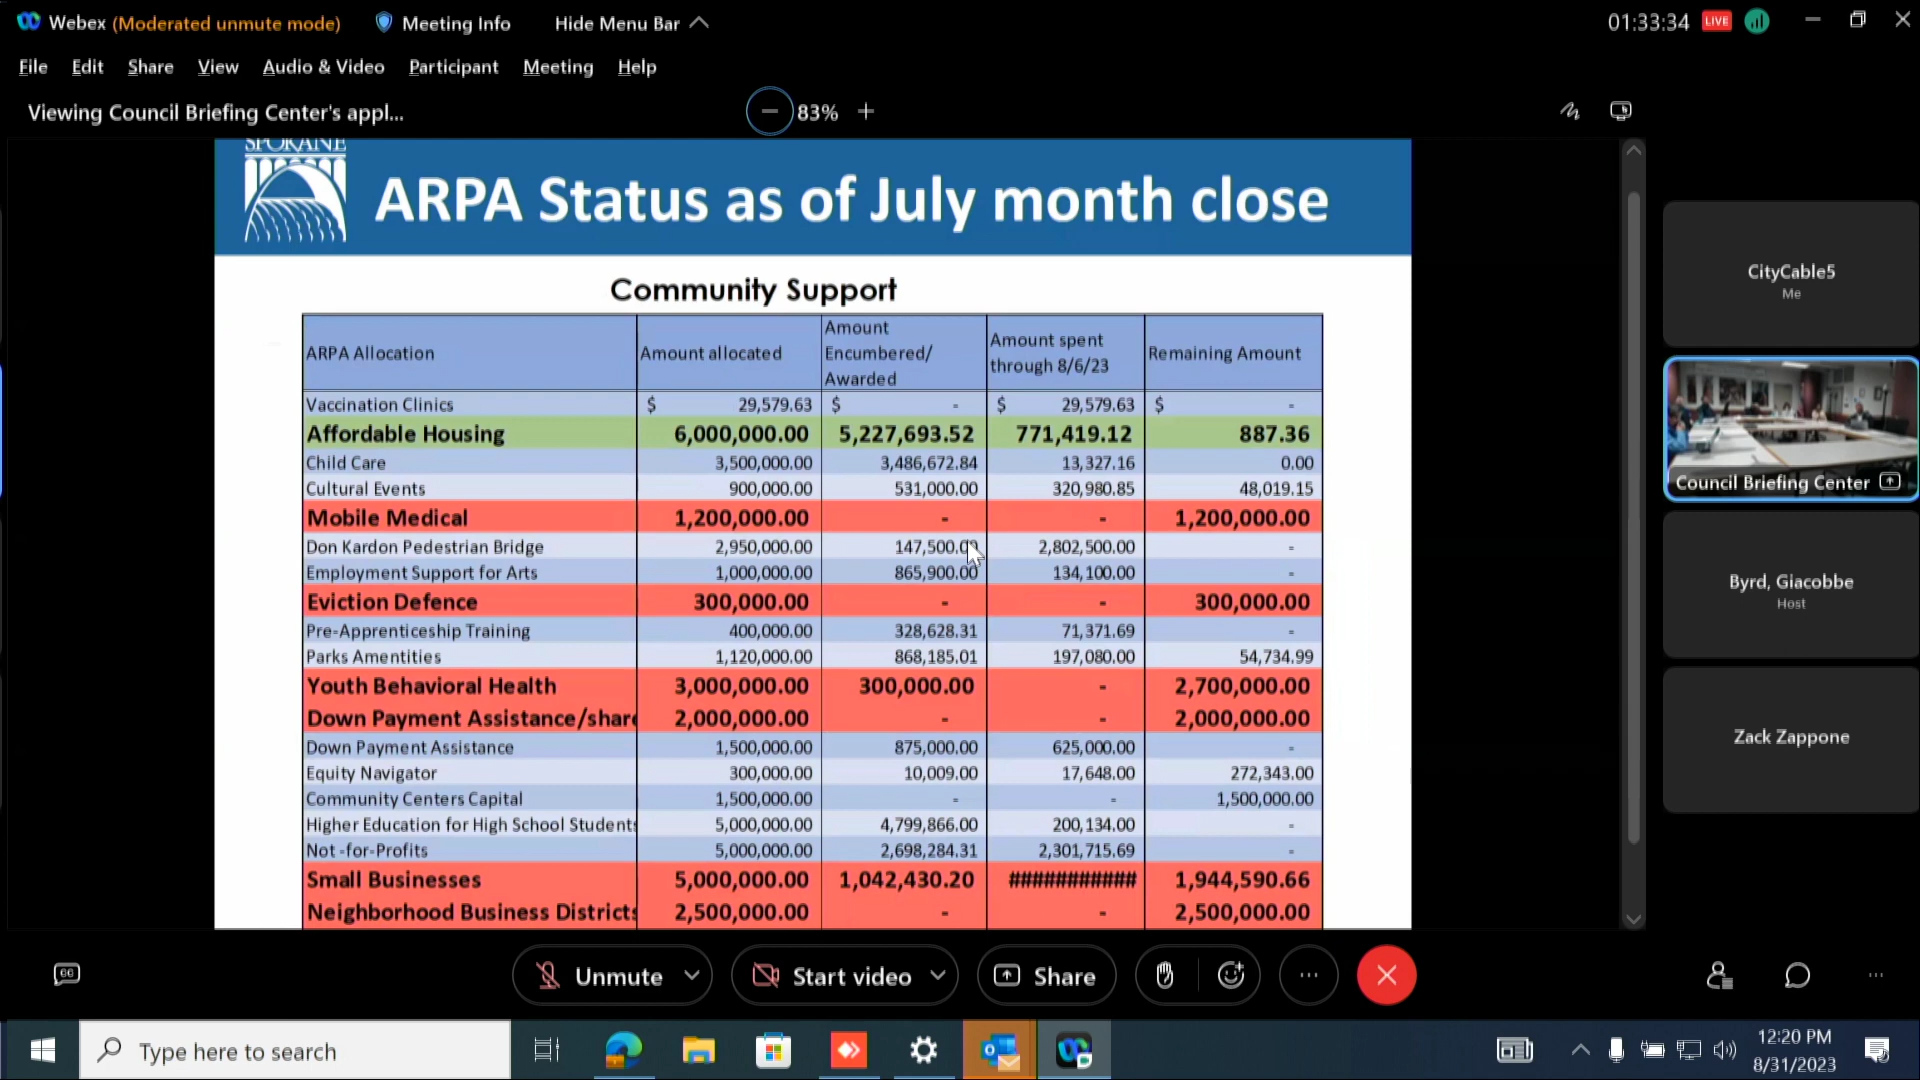 Webex (Moderated unmute mode) Meeting Info Hide Menu Bar 01:33:34 LIVE
File Edit Share View Audio & Video Participant Meeting Help
Viewing Council Briefing Center's appl... 83%
SPOKANE
ARPA Status as of July month close
Community Support
ARPA Allocation Amount allocated Amount Encumbered/ Awarded Amount spent through 8/6/23 Remaining Amount
Vaccination Clinics $ 29,579.63 $ - $ 29,579.63 $ -
Affordable Housing 6,000,000.00 5,227,693.52 771,419.12 887.36
Child Care 3,500,000.00 3,486,672.84 13,327.16 0.00
Cultural Events 900,000.00 531,000.00 320,980.85 48,019.15
Mobile Medical 1,200,000.00 - - 1,200,000.00
Don Kardon Pedestrian Bridge 2,950,000.00 147,500.00 2,802,500.00 -
Employment Support for Arts 1,000,000.00 865,900.00 134,100.00 -
Eviction Defence 300,000.00 - - 300,000.00
Pre-Apprenticeship Training 400,000.00 328,628.31 71,371.69 -
Parks Amentities 1,120,000.00 868,185.01 197,080.00 54,734.99
Youth Behavioral Health 3,000,000.00 300,000.00 - 2,700,000.00
Down Payment Assistance/share 2,000,000.00 - - 2,000,000.00
Down Payment Assistance 1,500,000.00 875,000.00 625,000.00 -
Equity Navigator 300,000.00 10,009.00 17,648.00 272,343.00
Community Centers Capital 1,500,000.00 - - 1,500,000.00
Higher Education for High School Students 5,000,000.00 4,799,866.00 200,134.00 -
Not -for-Profits 5,000,000.00 2,698,284.31 2,301,715.69 -
Small Businesses 5,000,000.00 1,042,430.20 ########### 1,944,590.66
Neighborhood Business Districts 2,500,000.00 - - 2,500,000.00
CityCable5
Me
Council Briefing Center
Byrd, Giacobbe
Host
Zack Zappone
Unmute Start video Share
Type here to search
12:20 PM
8/31/2023